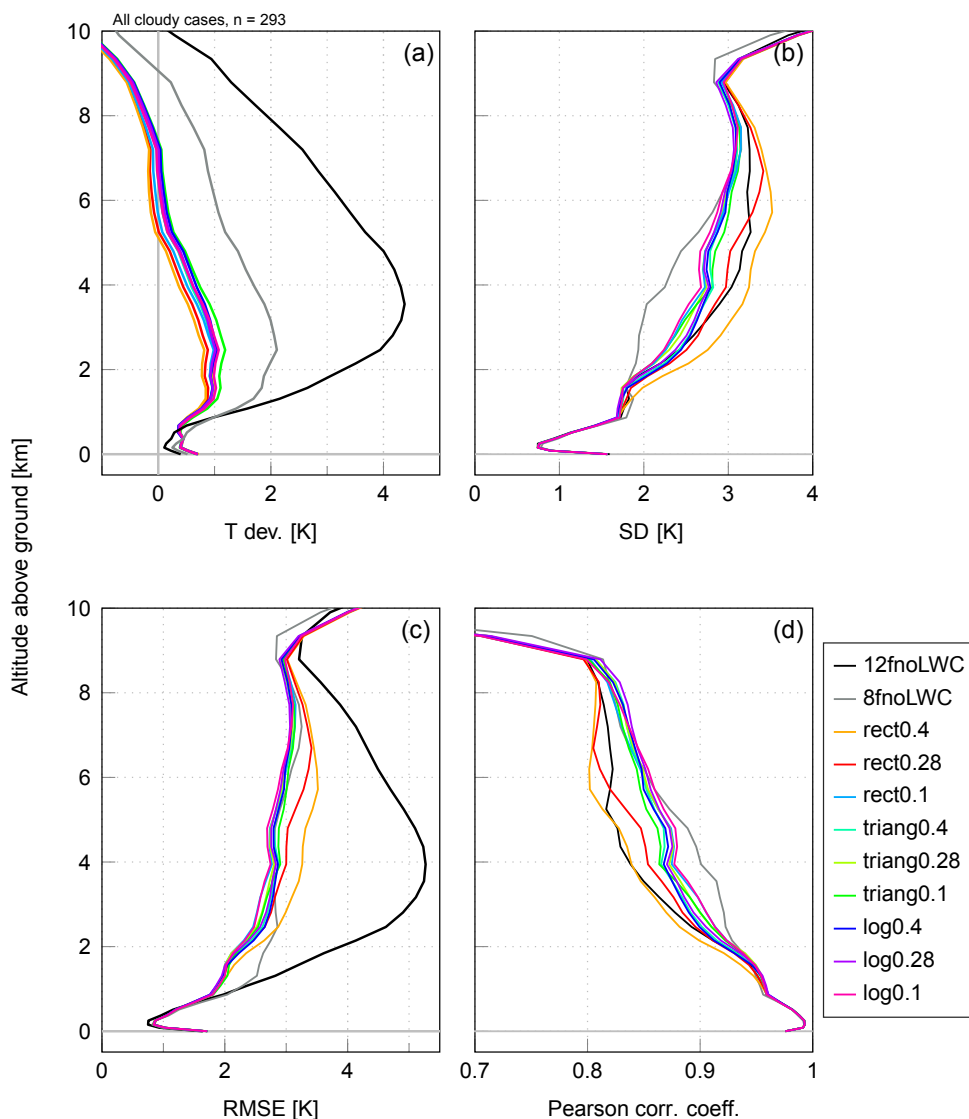 All cloudy cases, n = 293
(a)
(b)
10
8
6
4
2
0
0
2
4
0
1
2
3
4
T dev. [K]
SD [K]
Altitude above ground [km]
(c)
(d)
10
8
6
4
2
0
0
2
4
0.7
0.8
0.9
1
RMSE [K]
Pearson corr. coeff.
12fnoLWC
8fnoLWC
rect0.4
rect0.28
rect0.1
triang0.4
triang0.28
triang0.1
log0.4
log0.28
log0.1